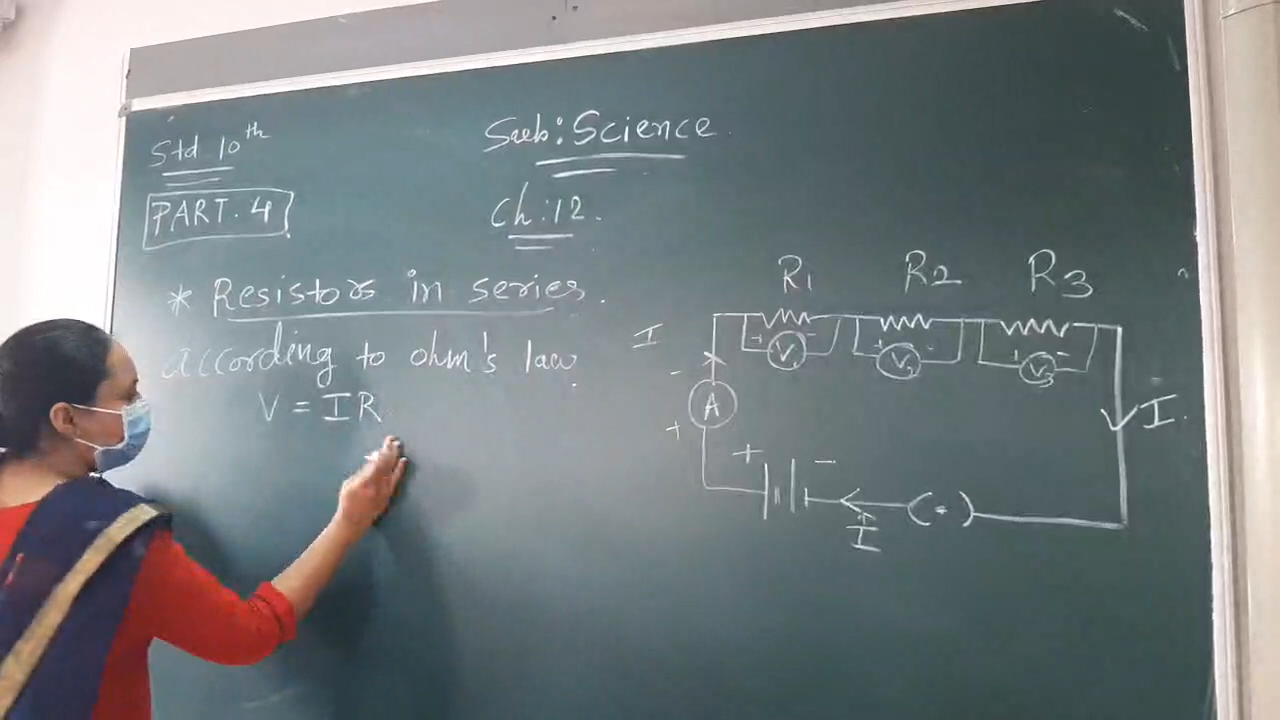 Std 10th
Sub: Science
PART. 4
Ch: 12.
* Resistors in series.
according to ohm's law.
V = IR
R1 R2 R3
I
+ - + - + -
V1 V2 V3
-
A
+
I.
+ -
I